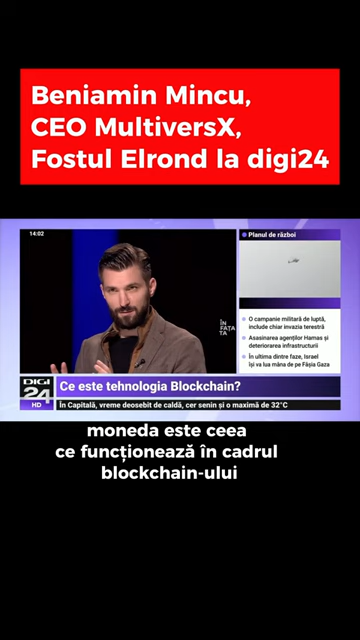 Beniamin Mincu,
CEO MultiversX,
Fostul Elrond la digi24
14:02
Planul de război
ÎN
FAȚA
TA
O campanie militară de luptă,
include chiar invazia terestră
Asasinarea agenților Hamas și
deteriorarea infrastructurii
În ultima dintre faze, Israel
își va lua mâna de pe Fâșia Gaza
DIGI
24
HD
Ce este tehnologia Blockchain?
În Capitală, vreme deosebit de caldă, cer senin și o maximă de 32°C
moneda este ceea
ce funcționează în cadrul
blockchain-ului